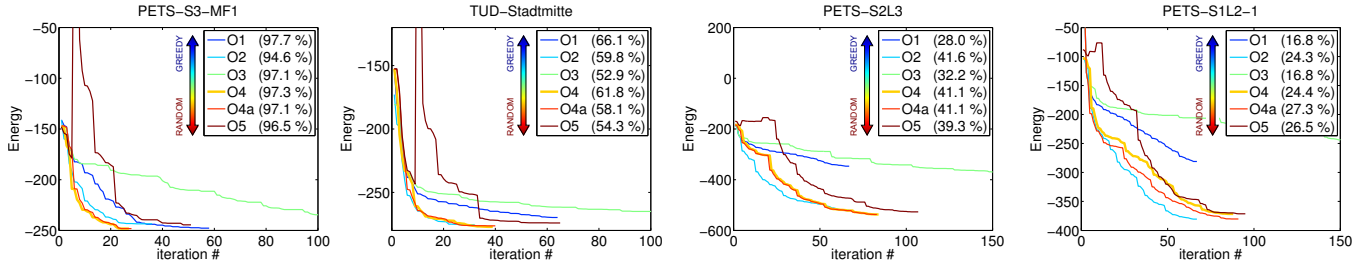 PETS-S3-MF1
Energy
−50
−100
−150
−200
−250
0
20
40
60
80
100
iteration #
GREEDY
RANDOM
O1 (97.7 %)
O2 (94.6 %)
O3 (97.1 %)
O4 (97.3 %)
O4a (97.1 %)
O5 (96.5 %)
TUD-Stadtmitte
Energy
−150
−200
−250
0
20
40
60
80
100
iteration #
GREEDY
RANDOM
O1 (66.1 %)
O2 (59.8 %)
O3 (52.9 %)
O4 (61.8 %)
O4a (58.1 %)
O5 (54.3 %)
PETS-S2L3
Energy
400
200
0
−200
−400
−600
0
50
100
150
iteration #
GREEDY
RANDOM
O1 (28.0 %)
O2 (41.6 %)
O3 (32.2 %)
O4 (41.1 %)
O4a (41.1 %)
O5 (39.3 %)
PETS-S1L2-1
Energy
−50
−100
−150
−200
−250
−300
−350
−400
0
50
100
150
iteration #
GREEDY
RANDOM
O1 (16.8 %)
O2 (24.3 %)
O3 (16.8 %)
O4 (24.4 %)
O4a (27.3 %)
O5 (26.5 %)